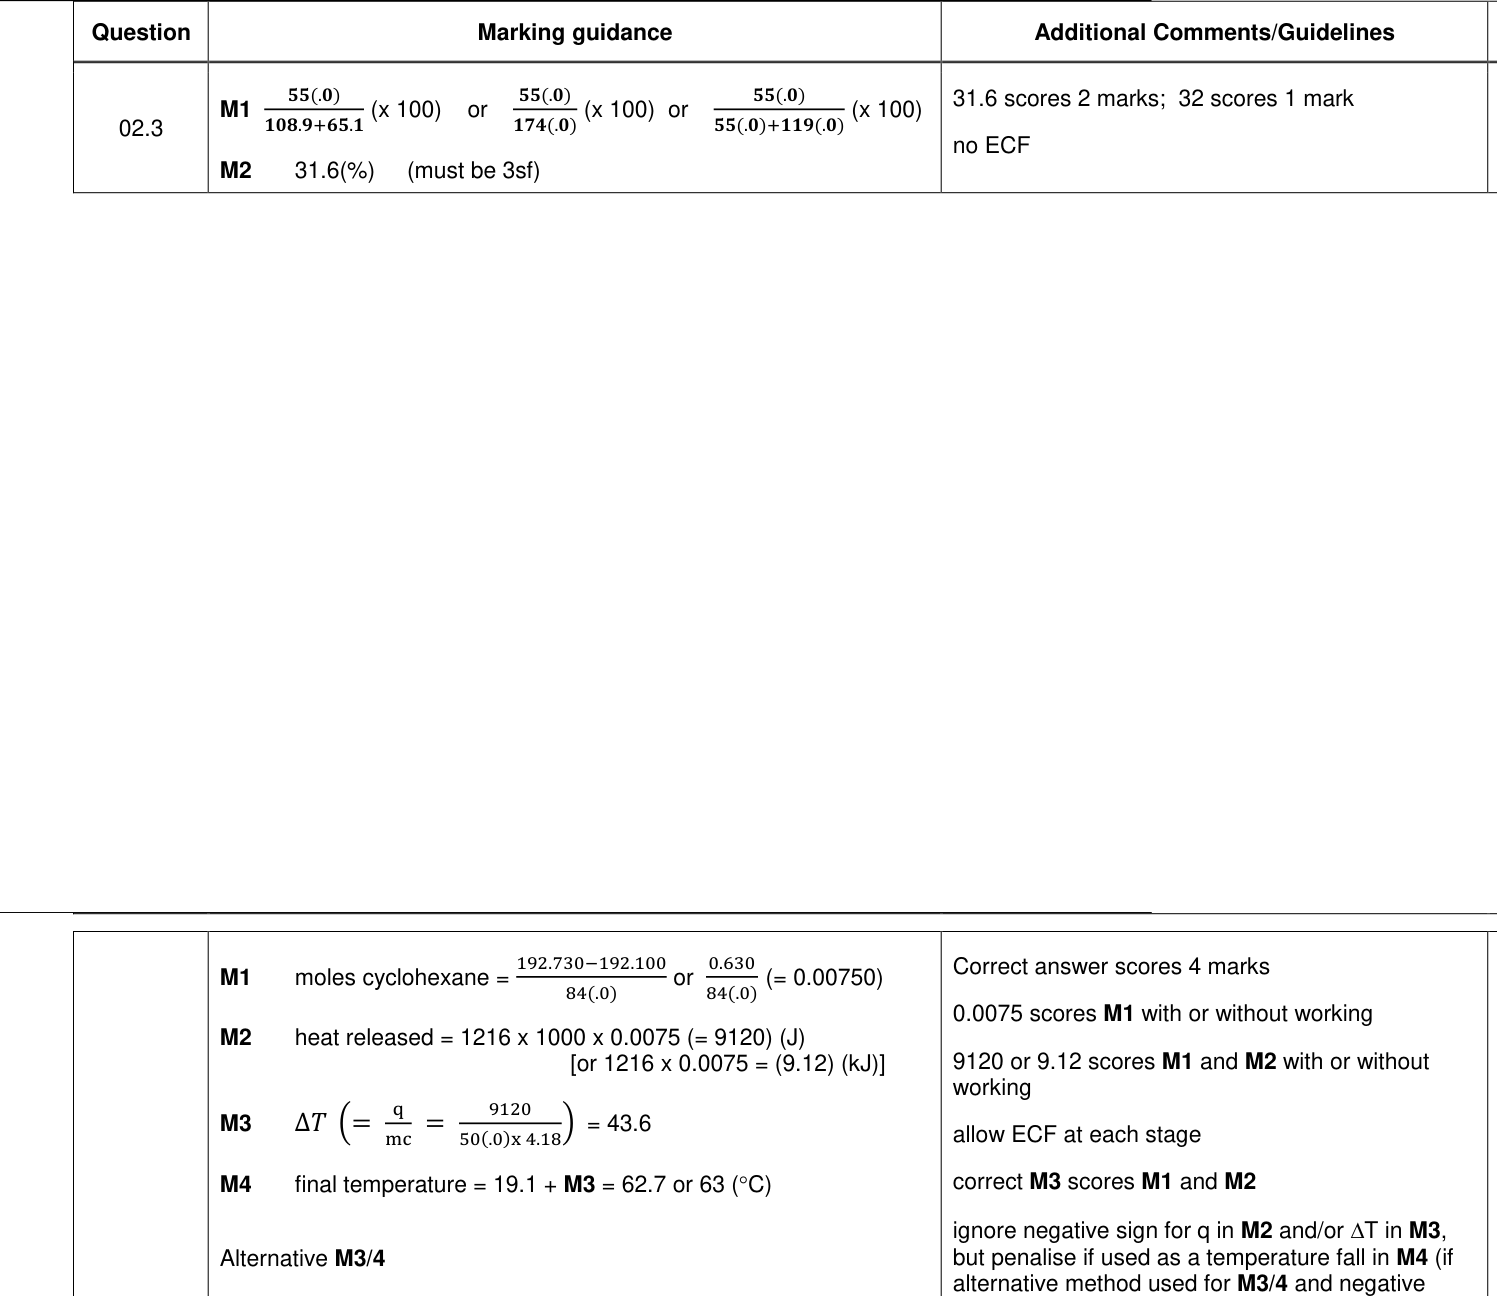 Question Marking guidance Additional Comments/Guidelines
02.3
M1 55(.0)/108.9+65.1 (x 100) or 55(.0)/174(.0) (x 100) or 55(.0)/55(.0)+119(.0) (x 100)
M2 31.6(%) (must be 3sf)
31.6 scores 2 marks; 32 scores 1 mark
no ECF
M1 moles cyclohexane = 192.730−192.100/84(.0) or 0.630/84(.0) (= 0.00750)
M2 heat released = 1216 x 1000 x 0.0075 (= 9120) (J)
[or 1216 x 0.0075 = (9.12) (kJ)]
M3 ΔT (= q/mc = 9120/50(.0)x 4.18) = 43.6
M4 final temperature = 19.1 + M3 = 62.7 or 63 (°C)
Alternative M3/4
Correct answer scores 4 marks
0.0075 scores M1 with or without working
9120 or 9.12 scores M1 and M2 with or without
working
allow ECF at each stage
correct M3 scores M1 and M2
ignore negative sign for q in M2 and/or ΔT in M3,
but penalise if used as a temperature fall in M4 (if
alternative method used for M3/4 and negative